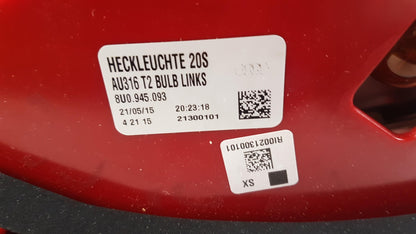 HECKLEUCHTE 20S
AU316 T2 BULB LINKS
8U0.945.093
21/05/15 20:23:18
4 21 15 21300101
RI0021300101
SX